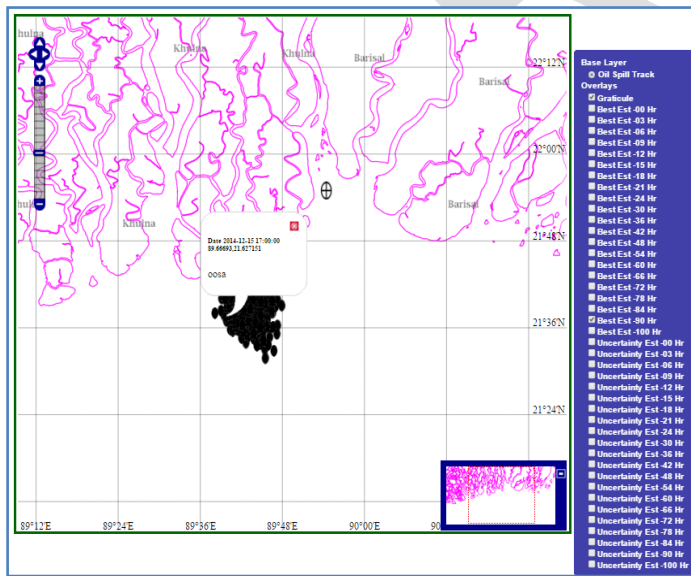 Khulna
Khulna
Khulna
Barisal
22°12'N
Barisal
22°00'N
Khulna
Barisal
21°48'N
Date 2014-12-15 17:00:00
89.66693,21.627151
oosa
21°36'N
21°24'N
89°12'E
89°24'E
89°36'E
89°48'E
90°00'E
Base Layer
Oil Spill Track
Overlays
Graticule
Best Est -00 Hr
Best Est -03 Hr
Best Est -06 Hr
Best Est -09 Hr
Best Est -12 Hr
Best Est -15 Hr
Best Est -18 Hr
Best Est -21 Hr
Best Est -24 Hr
Best Est -30 Hr
Best Est -36 Hr
Best Est -42 Hr
Best Est -48 Hr
Best Est -54 Hr
Best Est -60 Hr
Best Est -66 Hr
Best Est -72 Hr
Best Est -78 Hr
Best Est -84 Hr
Best Est -90 Hr
Best Est -100 Hr
Uncertainty Est -00 Hr
Uncertainty Est -03 Hr
Uncertainty Est -06 Hr
Uncertainty Est -09 Hr
Uncertainty Est -12 Hr
Uncertainty Est -15 Hr
Uncertainty Est -18 Hr
Uncertainty Est -21 Hr
Uncertainty Est -24 Hr
Uncertainty Est -30 Hr
Uncertainty Est -36 Hr
Uncertainty Est -42 Hr
Uncertainty Est -48 Hr
Uncertainty Est -54 Hr
Uncertainty Est -60 Hr
Uncertainty Est -66 Hr
Uncertainty Est -72 Hr
Uncertainty Est -78 Hr
Uncertainty Est -84 Hr
Uncertainty Est -90 Hr
Uncertainty Est -100 Hr